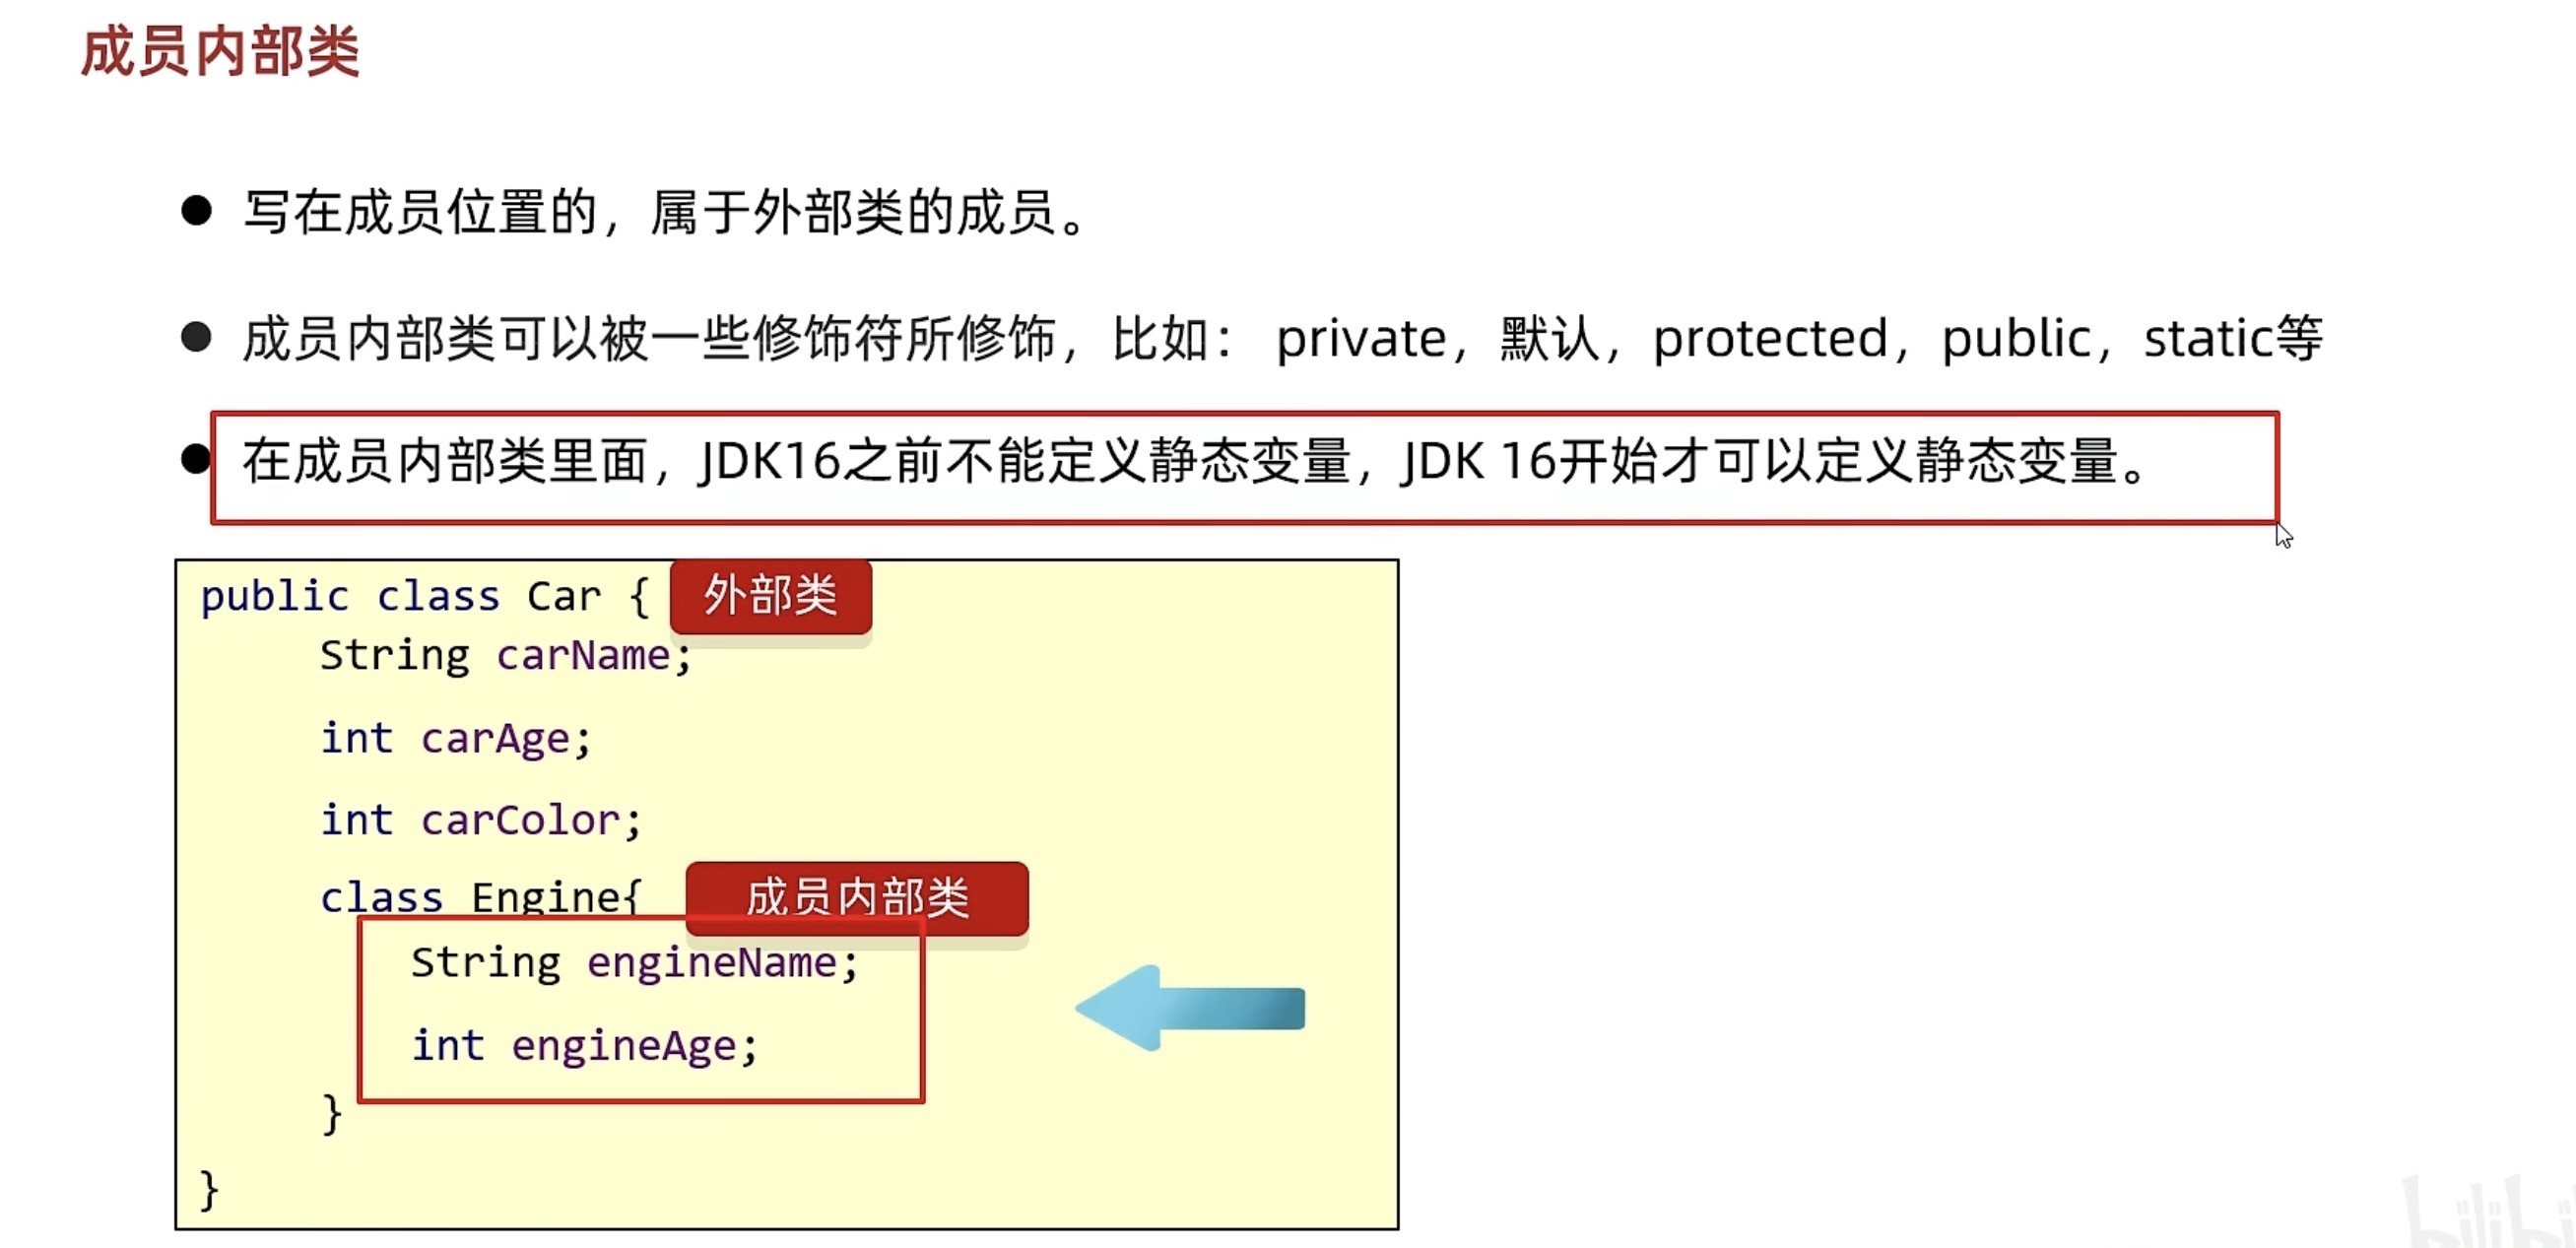 成员内部类
● 写在成员位置的，属于外部类的成员。
● 成员内部类可以被一些修饰符所修饰，比如： private，默认，protected，public，static等
● 在成员内部类里面，JDK16之前不能定义静态变量，JDK 16开始才可以定义静态变量。
public class Car { 外部类
String carName;
int carAge;
int carColor;
class Engine{ 成员内部类
String engineName;
int engineAge;
}
}